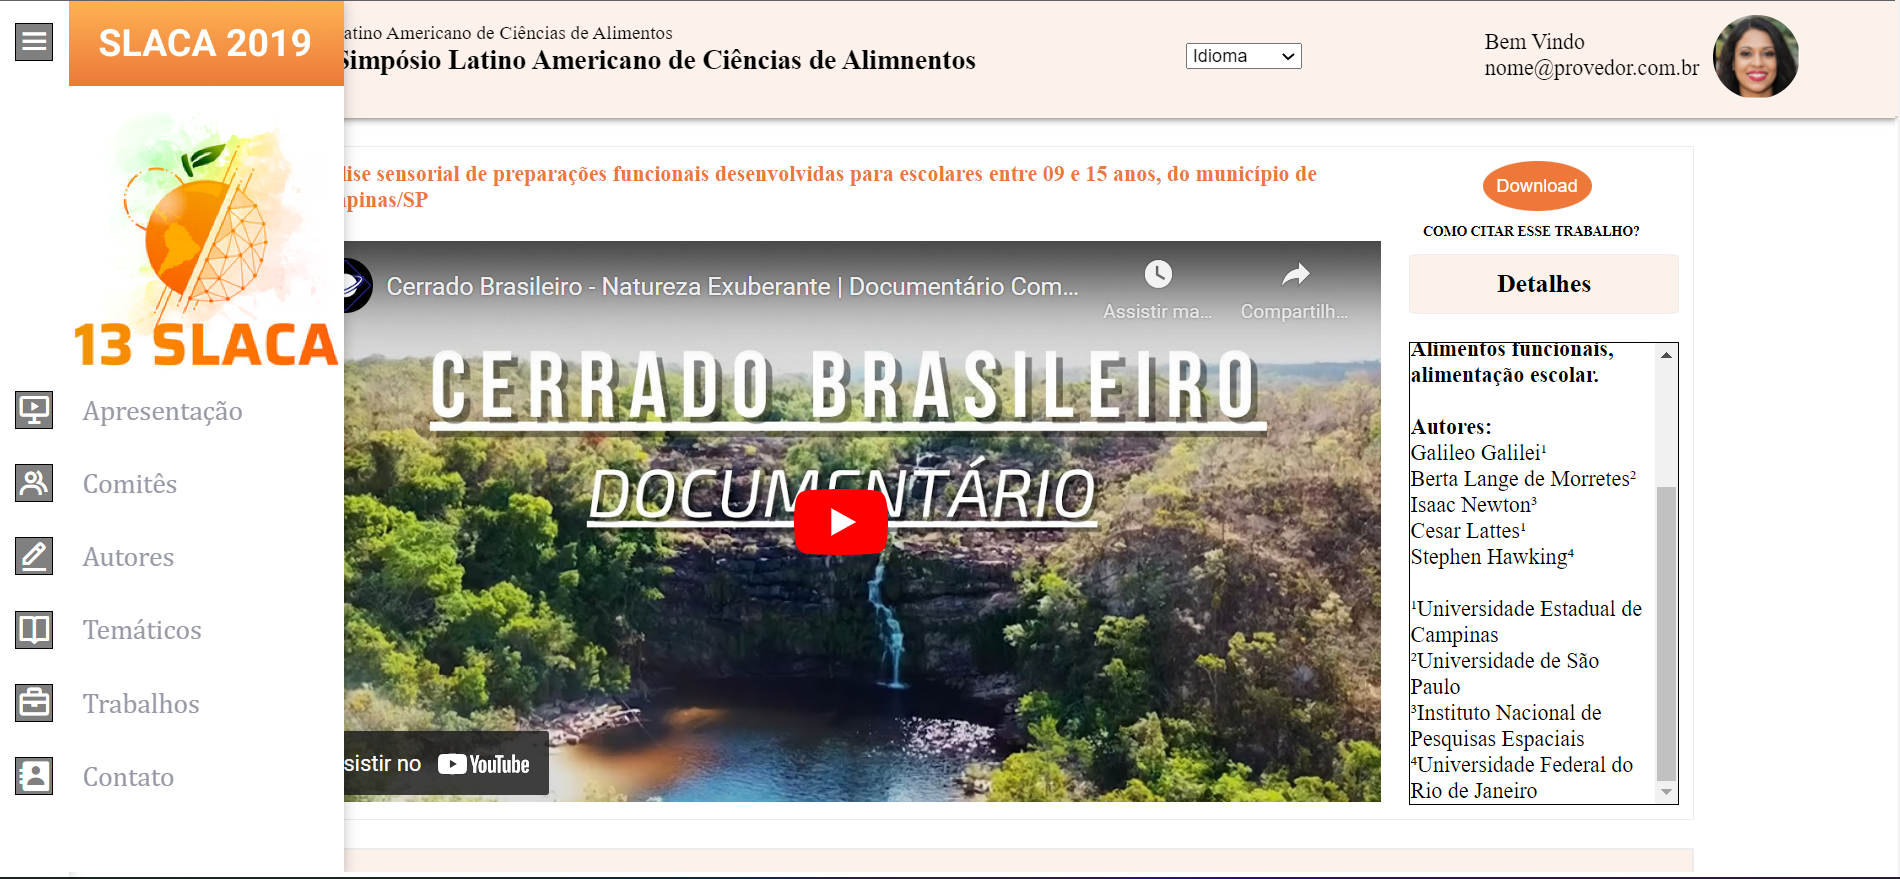 SLACA 2019
atino Americano de Ciências de Alimentos
Simpósio Latino Americano de Ciências de Alimnentos
Idioma
Bem Vindo
nome@provedor.com.br
13 SLACA
Apresentação
Comitês
Autores
Temáticos
Trabalhos
Contato
lise sensorial de preparações funcionais desenvolvidas para escolares entre 09 e 15 anos, do município de
pinas/SP
Cerrado Brasileiro - Natureza Exuberante | Documentário Com...
Assistir ma...
Compartilh...
CERRADO BRASILEIRO
DOCUMENTÁRIO
sistir no YouTube
Download
COMO CITAR ESSE TRABALHO?
Detalhes
Alimentos funcionais,
alimentação escolar.
Autores:
Galileo Galilei¹
Berta Lange de Morretes²
Isaac Newton³
Cesar Lattes¹
Stephen Hawking⁴
¹Universidade Estadual de
Campinas
²Universidade de São
Paulo
³Instituto Nacional de
Pesquisas Espaciais
⁴Universidade Federal do
Rio de Janeiro